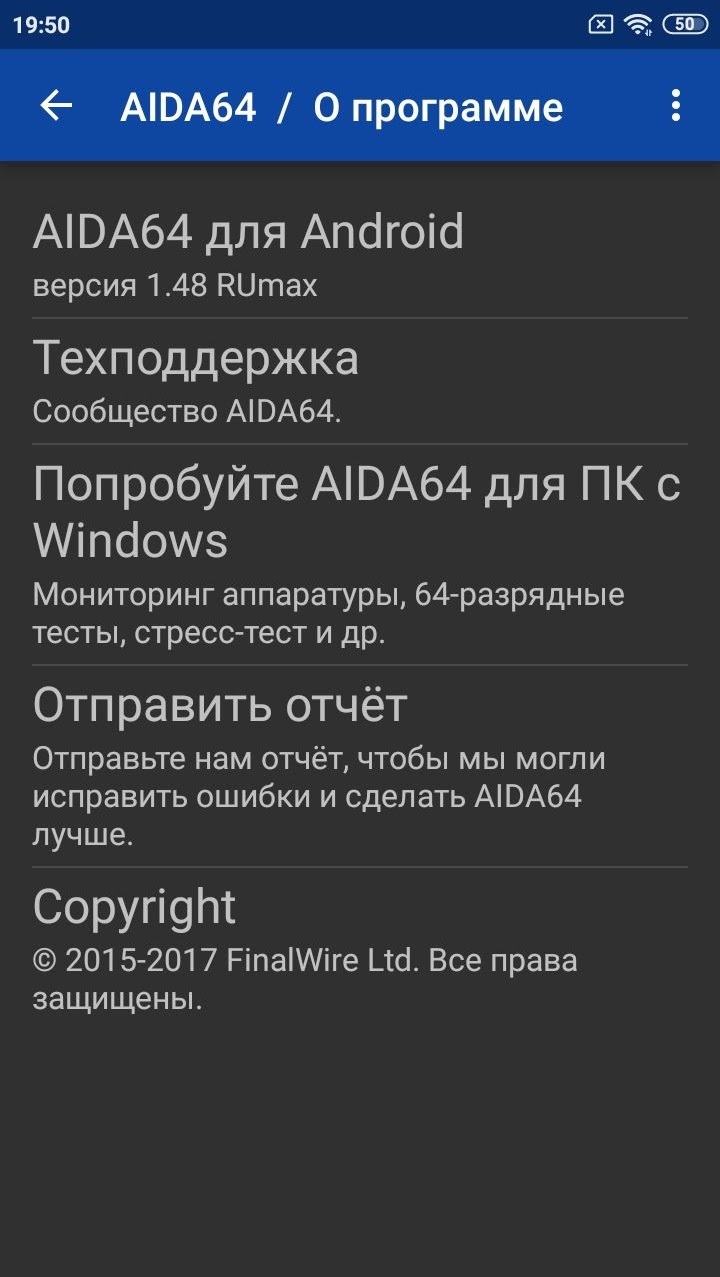 19:50
50
AIDA64 / О программе
AIDA64 для Android
версия 1.48 RUmax
Техподдержка
Сообщество AIDA64.
Попробуйте AIDA64 для ПК с
Windows
Мониторинг аппаратуры, 64-разрядные
тесты, стресс-тест и др.
Отправить отчёт
Отправьте нам отчёт, чтобы мы могли
исправить ошибки и сделать AIDA64
лучше.
Copyright
© 2015-2017 FinalWire Ltd. Все права
защищены.